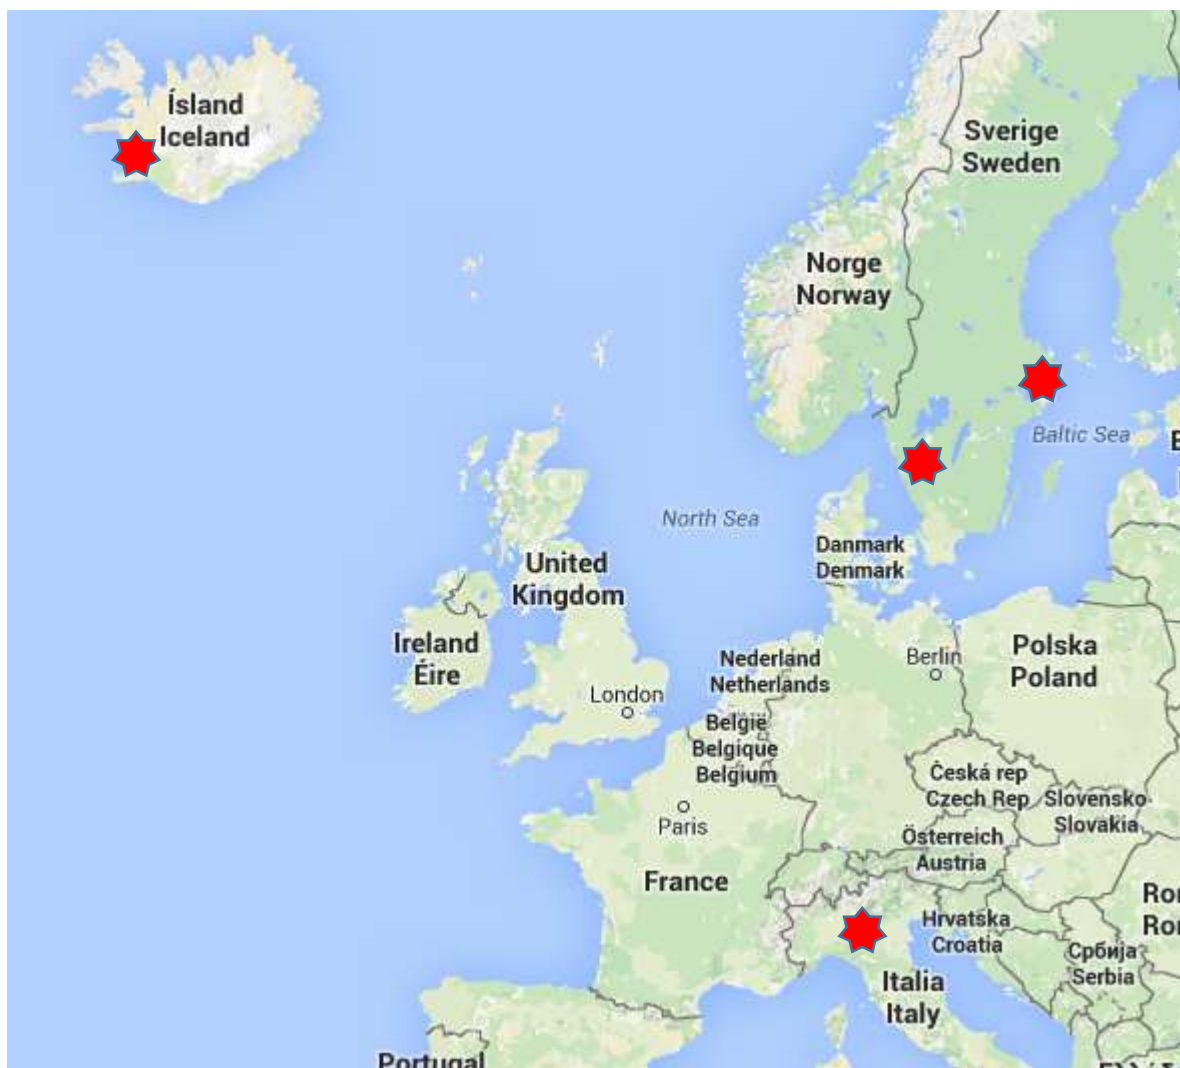 Ísland
Iceland
Sverige
Sweden
Norge
Norway
Baltic Sea
North Sea
Danmark
Denmark
United
Kingdom
Ireland
Éire
Nederland
Netherlands
Berlin
Polska
Poland
London
België
Belgique
Belgium
Česká rep
Czech Rep
Slovensko
Slovakia
Paris
Österreich
Austria
France
Hrvatska
Croatia
Србија
Serbia
Italia
Italy
Portugal